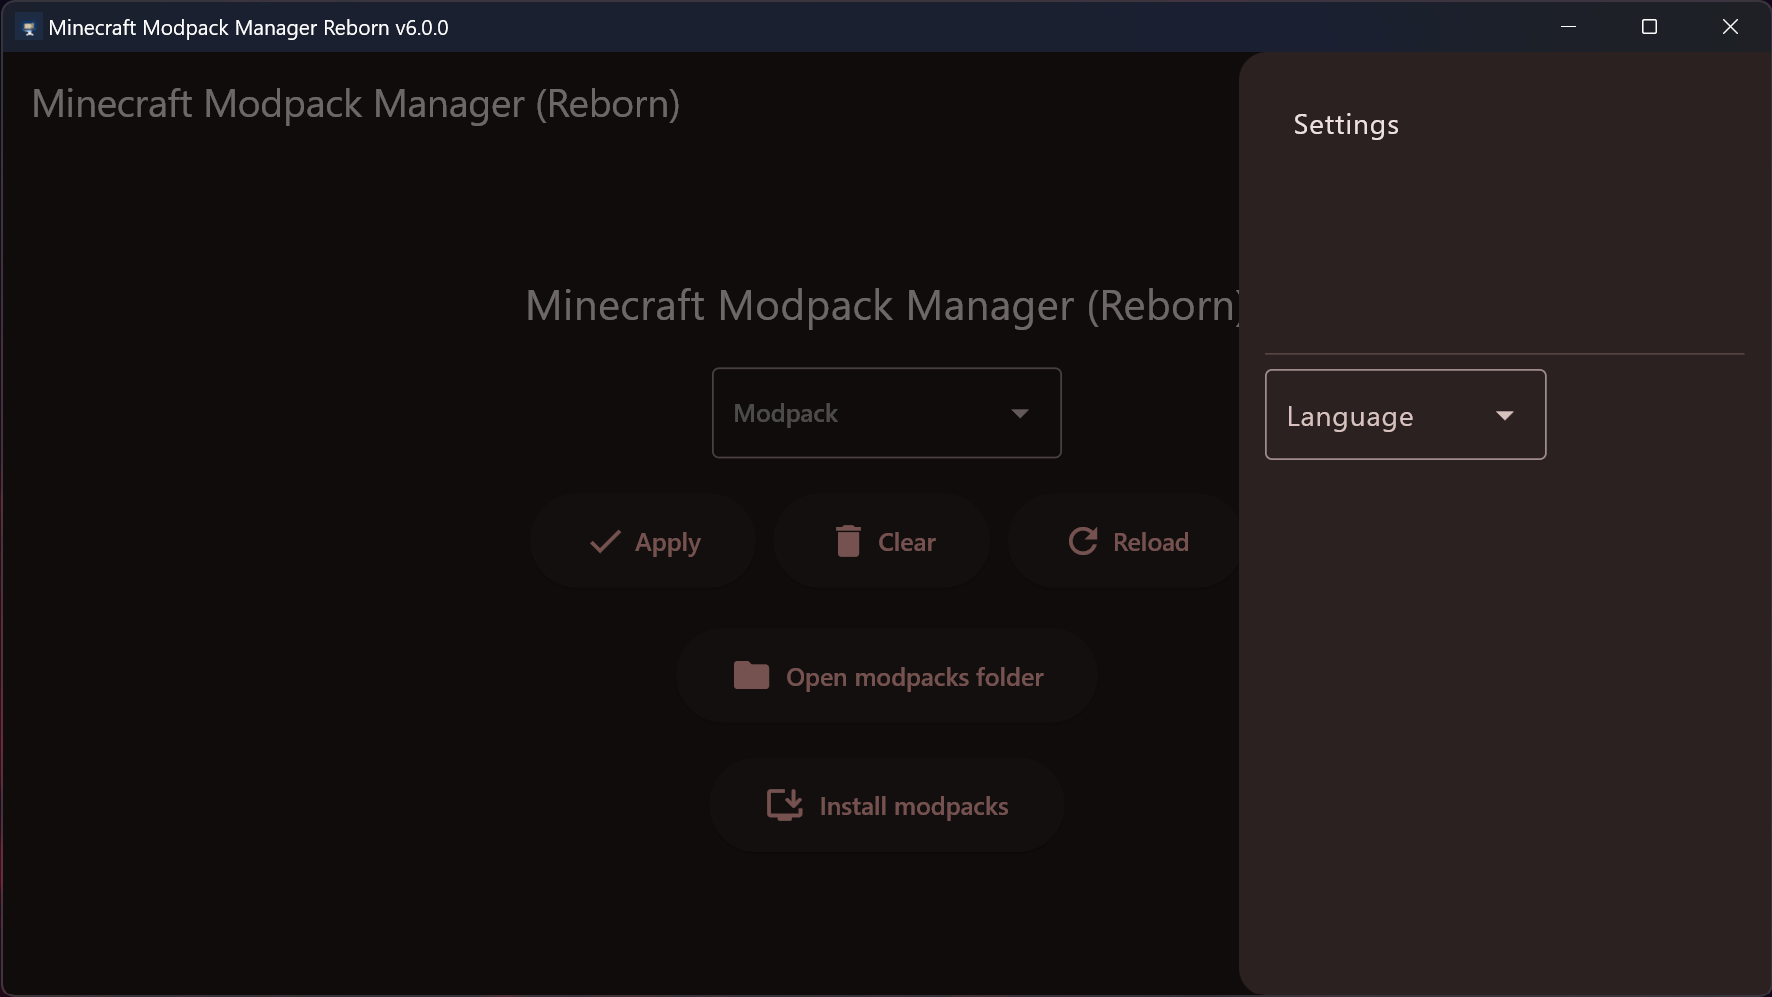 Minecraft Modpack Manager Reborn v6.0.0
Minecraft Modpack Manager (Reborn)
Settings
Minecraft Modpack Manager (Reborn)
Modpack
Language
Apply
Clear
Reload
Open modpacks folder
Install modpacks